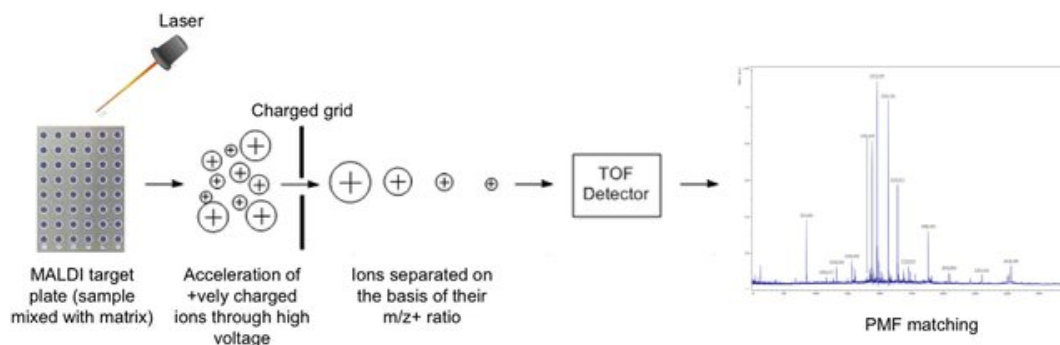 Laser
Charged grid
TOF
Detector
MALDI target
plate (sample
mixed with matrix)
Acceleration of
+vely charged
ions through high
voltage
Ions separated on
the basis of their
m/z+ ratio
PMF matching